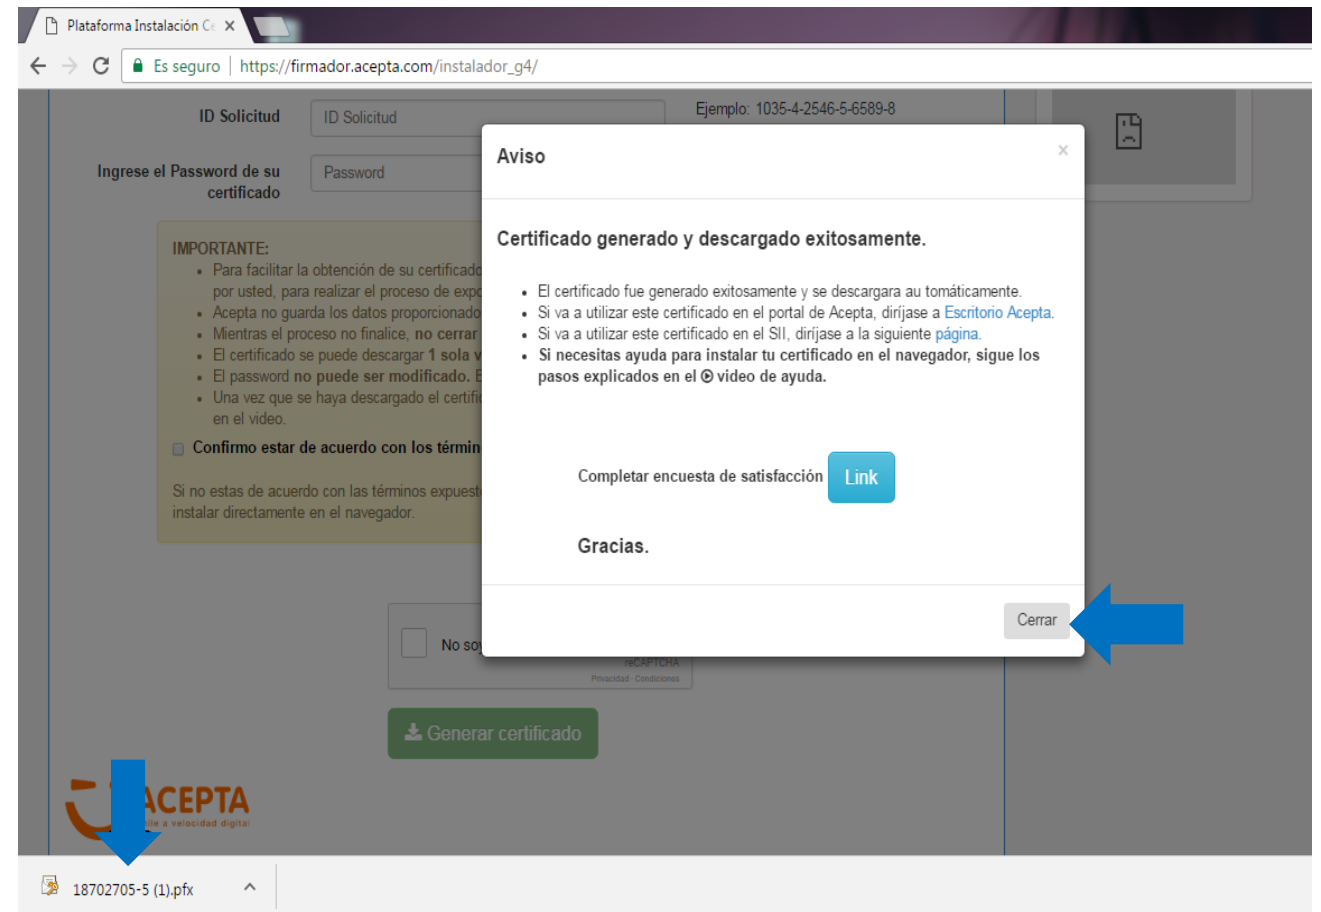 Plataforma Instalación Ce
Es seguro | https://firmador.acepta.com/instalador_g4/
ID Solicitud
ID Solicitud
Ejemplo: 1035-4-2546-5-6589-8
Ingrese el Password de su
certificado
Password
IMPORTANTE:
• Para facilitar la obtención de su certificado
por usted, para realizar el proceso de expo
• Acepta no guarda los datos proporcionado
• Mientras el proceso no finalice, no cerrar
• El certificado se puede descargar 1 sola v
• El password no puede ser modificado. E
• Una vez que se haya descargado el certifi
en el video.
Confirmo estar de acuerdo con los términ
Si no estas de acuerdo con las términos expuest
instalar directamente en el navegador.
No soy
reCAPTCHA
Privacidad - Condiciones
Generar certificado
Aviso
×
Certificado generado y descargado exitosamente.
• El certificado fue generado exitosamente y se descargara au tomáticamente.
• Si va a utilizar este certificado en el portal de Acepta, diríjase a Escritorio Acepta.
• Si va a utilizar este certificado en el SII, diríjase a la siguiente página.
• Si necesitas ayuda para instalar tu certificado en el navegador, sigue los
pasos explicados en el video de ayuda.
Completar encuesta de satisfacción Link
Gracias.
Cerrar
ACEPTA
a velocidad digital
18702705-5 (1).pfx